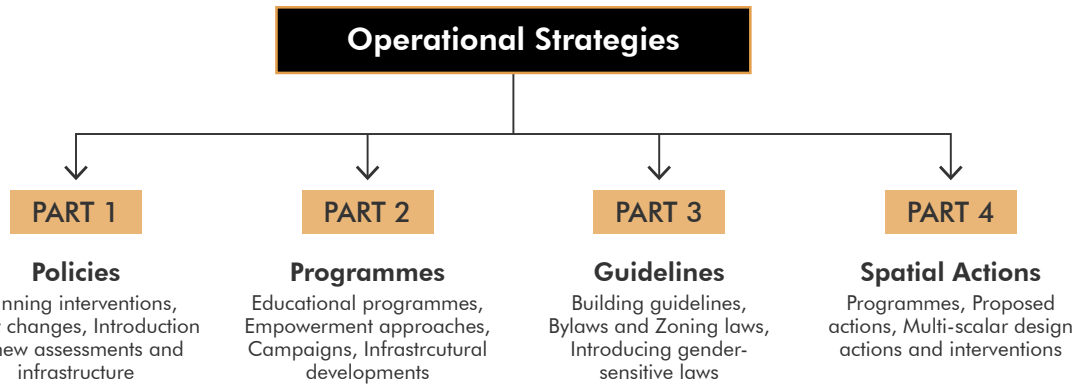 Operational Strategies
PART 1
Policies
nning interventions,
changes, Introduction
new assessments and
infrastructure
PART 2
Programmes
Educational programmes,
Empowerment approaches,
Campaigns, Infrastrcutural
developments
PART 3
Guidelines
Building guidelines,
Bylaws and Zoning laws,
Introducing gender-
sensitive laws
PART 4
Spatial Actions
Programmes, Proposed
actions, Multi-scalar design
actions and interventions